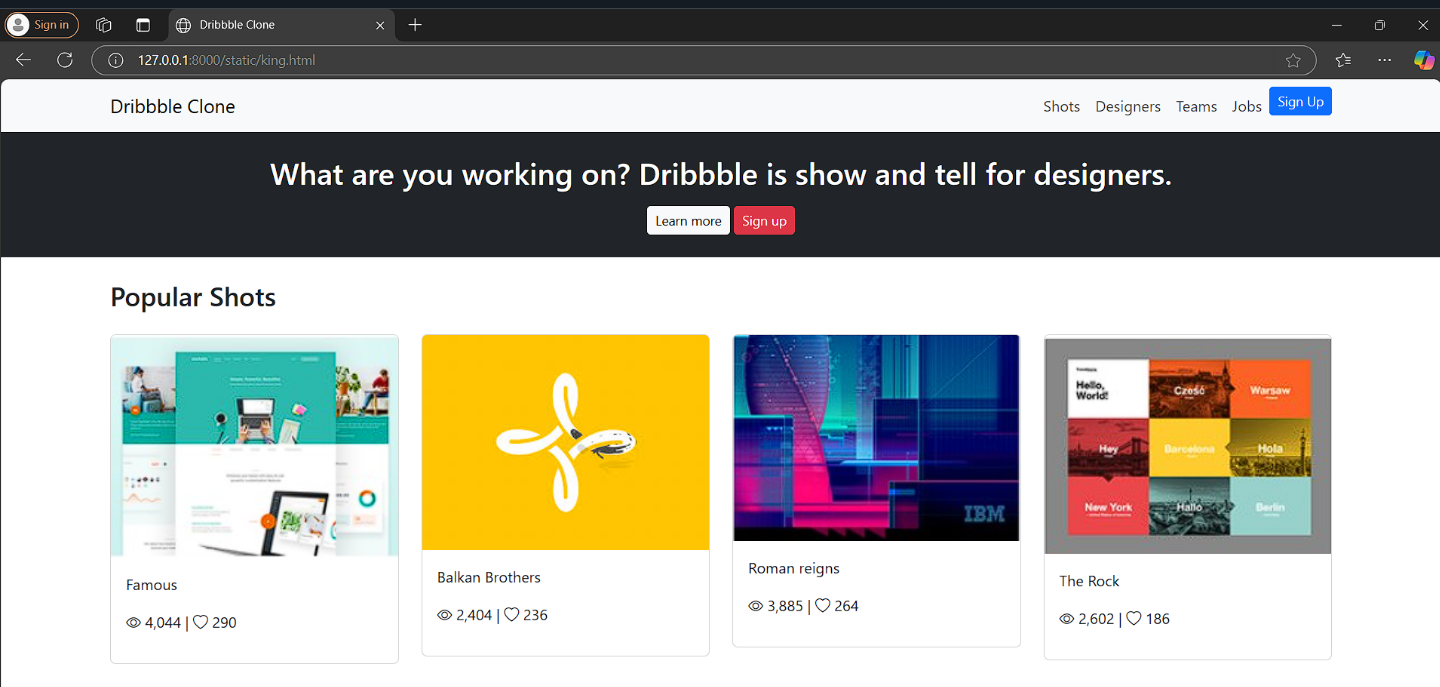 Sign in
Dribbble Clone
127.0.0.1:8000/static/king.html
Dribbble Clone
Shots Designers Teams Jobs Sign Up
What are you working on? Dribbble is show and tell for designers.
Learn more Sign up
Popular Shots
IBM
Hello,
World!
Cześć
Warsaw
Hey
Barcelona
Hola
New York
Hallo
Berlin
Famous
4,044 | 290
Balkan Brothers
2,404 | 236
Roman reigns
3,885 | 264
The Rock
2,602 | 186